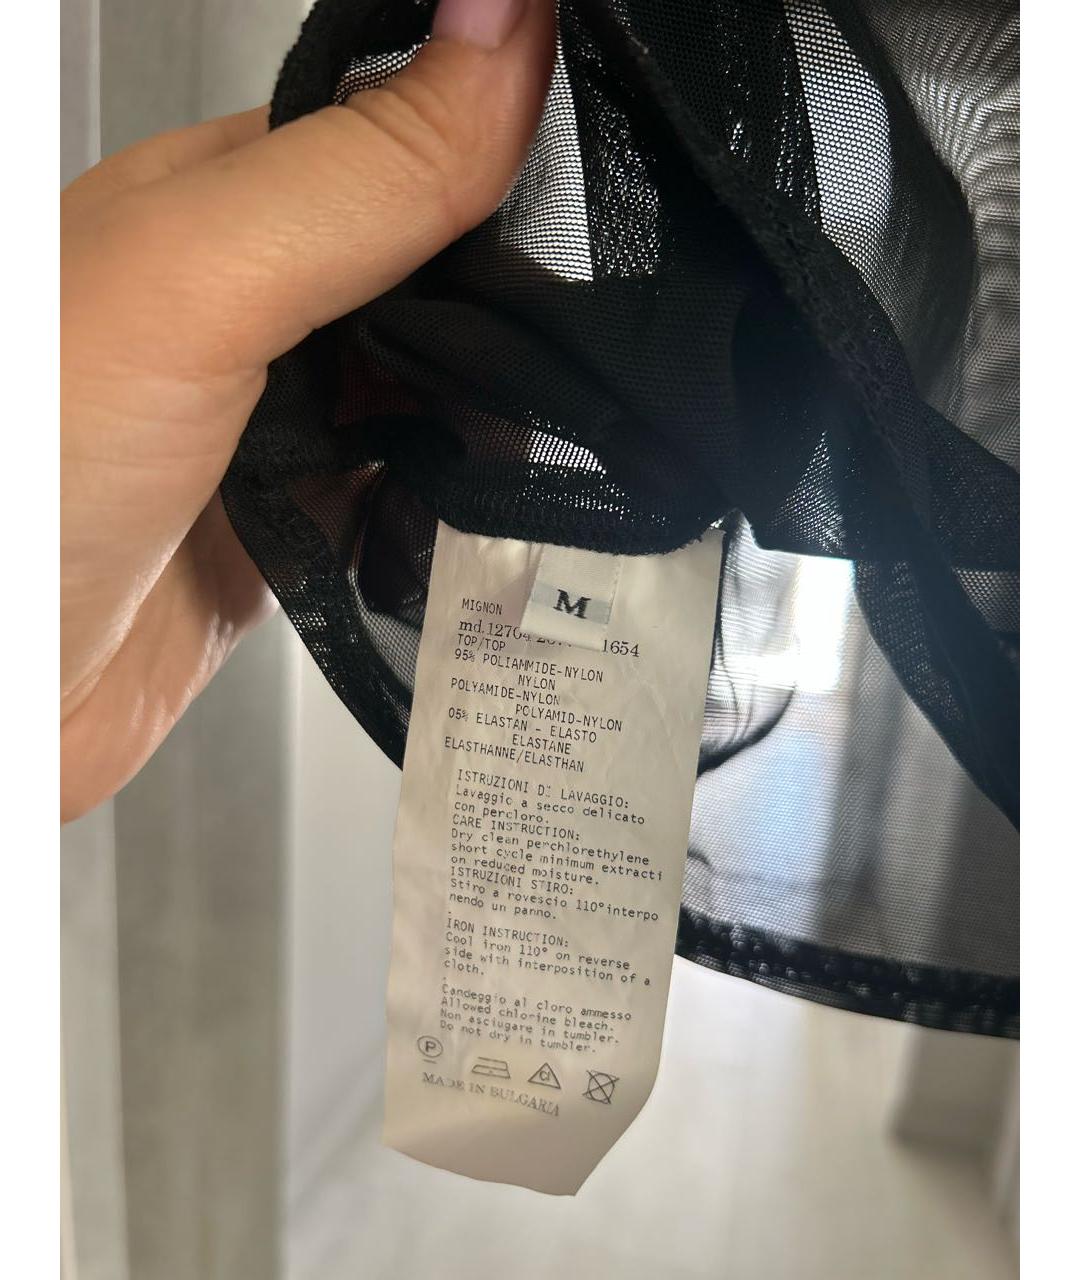 M
MIGNON
md.12704 1654
TOP/TOP
95% POLIAMMIDE-NYLON
NYLON
POLYAMIDE-NYLON
POLYAMID-NYLON
05% ELASTAN - ELASTO
ELASTANE
ELASTHANNE/ELASTHAN
ISTRUZIONI DI LAVAGGIO:
Lavaggio a secco delicato
con percloro.
CARE INSTRUCTION:
Dry clean perchlorethylene
short cycle minimum extracti
on reduced moisture.
ISTRUZIONI STIRO:
Stiro a rovescio 110°interpo
nendo un panno.
.
IRON INSTRUCTION:
Cool iron 110° on reverse
side with interposition of a
cloth.
.
Candeggio al cloro ammesso
Allowed chlorine bleach.
Non asciugare in tumbler.
Do not dry in tumbler.
P Cl
MADE IN BULGARIA